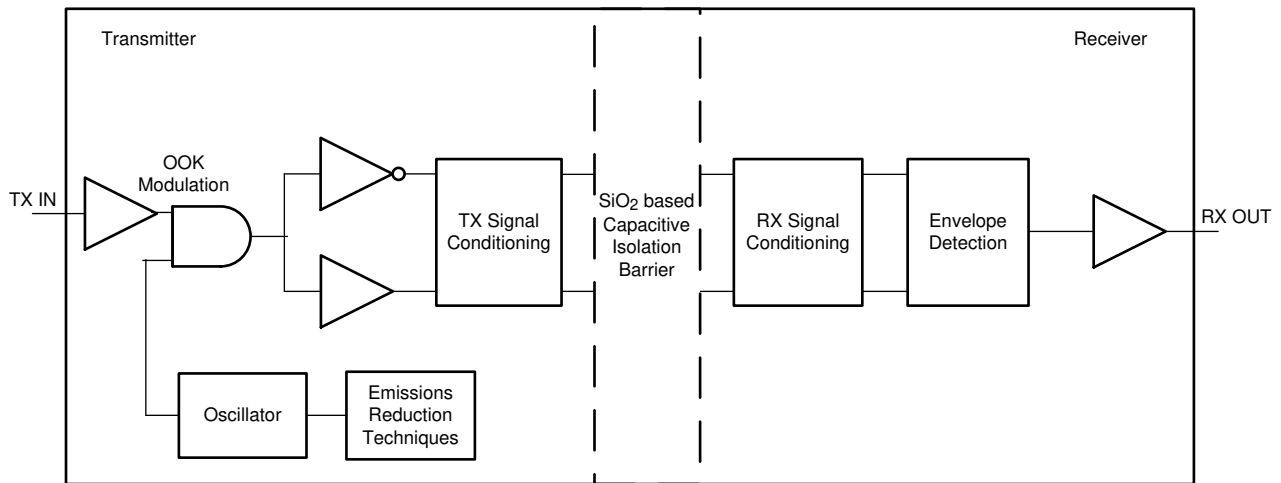 Transmitter
Receiver
OOK
Modulation
TX IN
TX Signal
Conditioning
SiO2 based
Capacitive
Isolation
Barrier
RX Signal
Conditioning
Envelope
Detection
RX OUT
Oscillator
Emissions
Reduction
Techniques